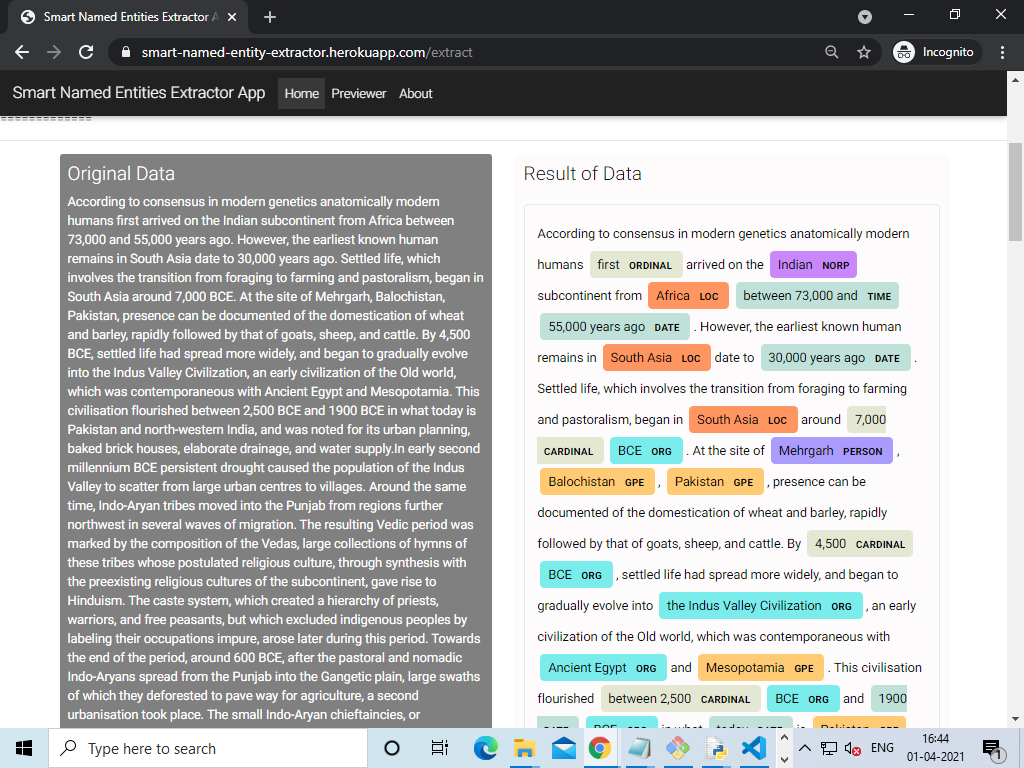 Smart Named Entities Extractor A
smart-named-entity-extractor.herokuapp.com/extract
Incognito
Smart Named Entities Extractor App Home Previewer About
=============
Original Data
According to consensus in modern genetics anatomically modern
humans first arrived on the Indian subcontinent from Africa between
73,000 and 55,000 years ago. However, the earliest known human
remains in South Asia date to 30,000 years ago. Settled life, which
involves the transition from foraging to farming and pastoralism, began in
South Asia around 7,000 BCE. At the site of Mehrgarh, Balochistan,
Pakistan, presence can be documented of the domestication of wheat
and barley, rapidly followed by that of goats, sheep, and cattle. By 4,500
BCE, settled life had spread more widely, and began to gradually evolve
into the Indus Valley Civilization, an early civilization of the Old world,
which was contemporaneous with Ancient Egypt and Mesopotamia. This
civilisation flourished between 2,500 BCE and 1900 BCE in what today is
Pakistan and north-western India, and was noted for its urban planning,
baked brick houses, elaborate drainage, and water supply.In early second
millennium BCE persistent drought caused the population of the Indus
Valley to scatter from large urban centres to villages. Around the same
time, Indo-Aryan tribes moved into the Punjab from regions further
northwest in several waves of migration. The resulting Vedic period was
marked by the composition of the Vedas, large collections of hymns of
these tribes whose postulated religious culture, through synthesis with
the preexisting religious cultures of the subcontinent, gave rise to
Hinduism. The caste system, which created a hierarchy of priests,
warriors, and free peasants, but which excluded indigenous peoples by
labeling their occupations impure, arose later during this period. Towards
the end of the period, around 600 BCE, after the pastoral and nomadic
Indo-Aryans spread from the Punjab into the Gangetic plain, large swaths
of which they deforested to pave way for agriculture, a second
urbanisation took place. The small Indo-Aryan chieftaincies, or
Result of Data
According to consensus in modern genetics anatomically modern
humans first ORDINAL arrived on the Indian NORP
subcontinent from Africa LOC between 73,000 and TIME
55,000 years ago DATE . However, the earliest known human
remains in South Asia LOC date to 30,000 years ago DATE .
Settled life, which involves the transition from foraging to farming
and pastoralism, began in South Asia LOC around 7,000
CARDINAL BCE ORG . At the site of Mehrgarh PERSON ,
Balochistan GPE , Pakistan GPE , presence can be
documented of the domestication of wheat and barley, rapidly
followed by that of goats, sheep, and cattle. By 4,500 CARDINAL
BCE ORG , settled life had spread more widely, and began to
gradually evolve into the Indus Valley Civilization ORG , an early
civilization of the Old world, which was contemporaneous with
Ancient Egypt ORG and Mesopotamia GPE . This civilisation
flourished between 2,500 CARDINAL BCE ORG and 1900
DATE BCE ORG in what today DATE is Pakistan GPE
Type here to search
ENG
16:44
01-04-2021
1